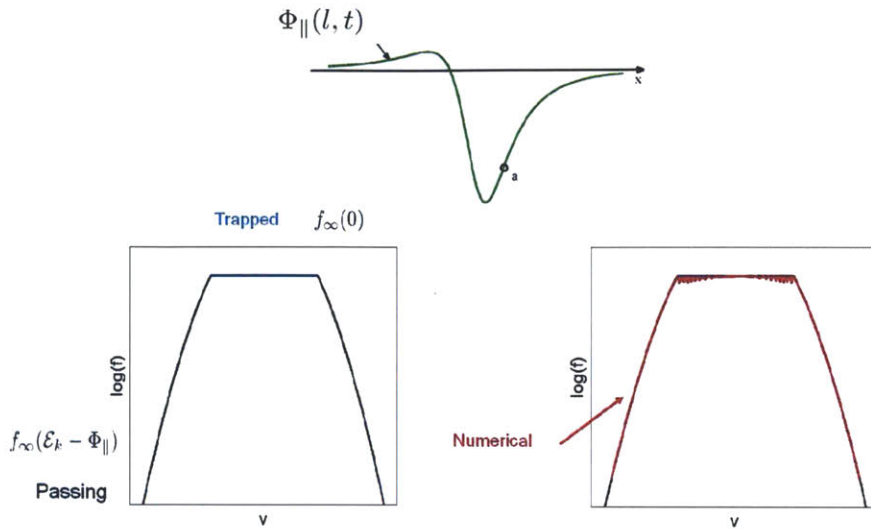 Φ∥(l, t)
x
a
Trapped f∞(0)
log(f)
f∞(ℰk − Φ∥)
Passing
v
log(f)
Numerical
v